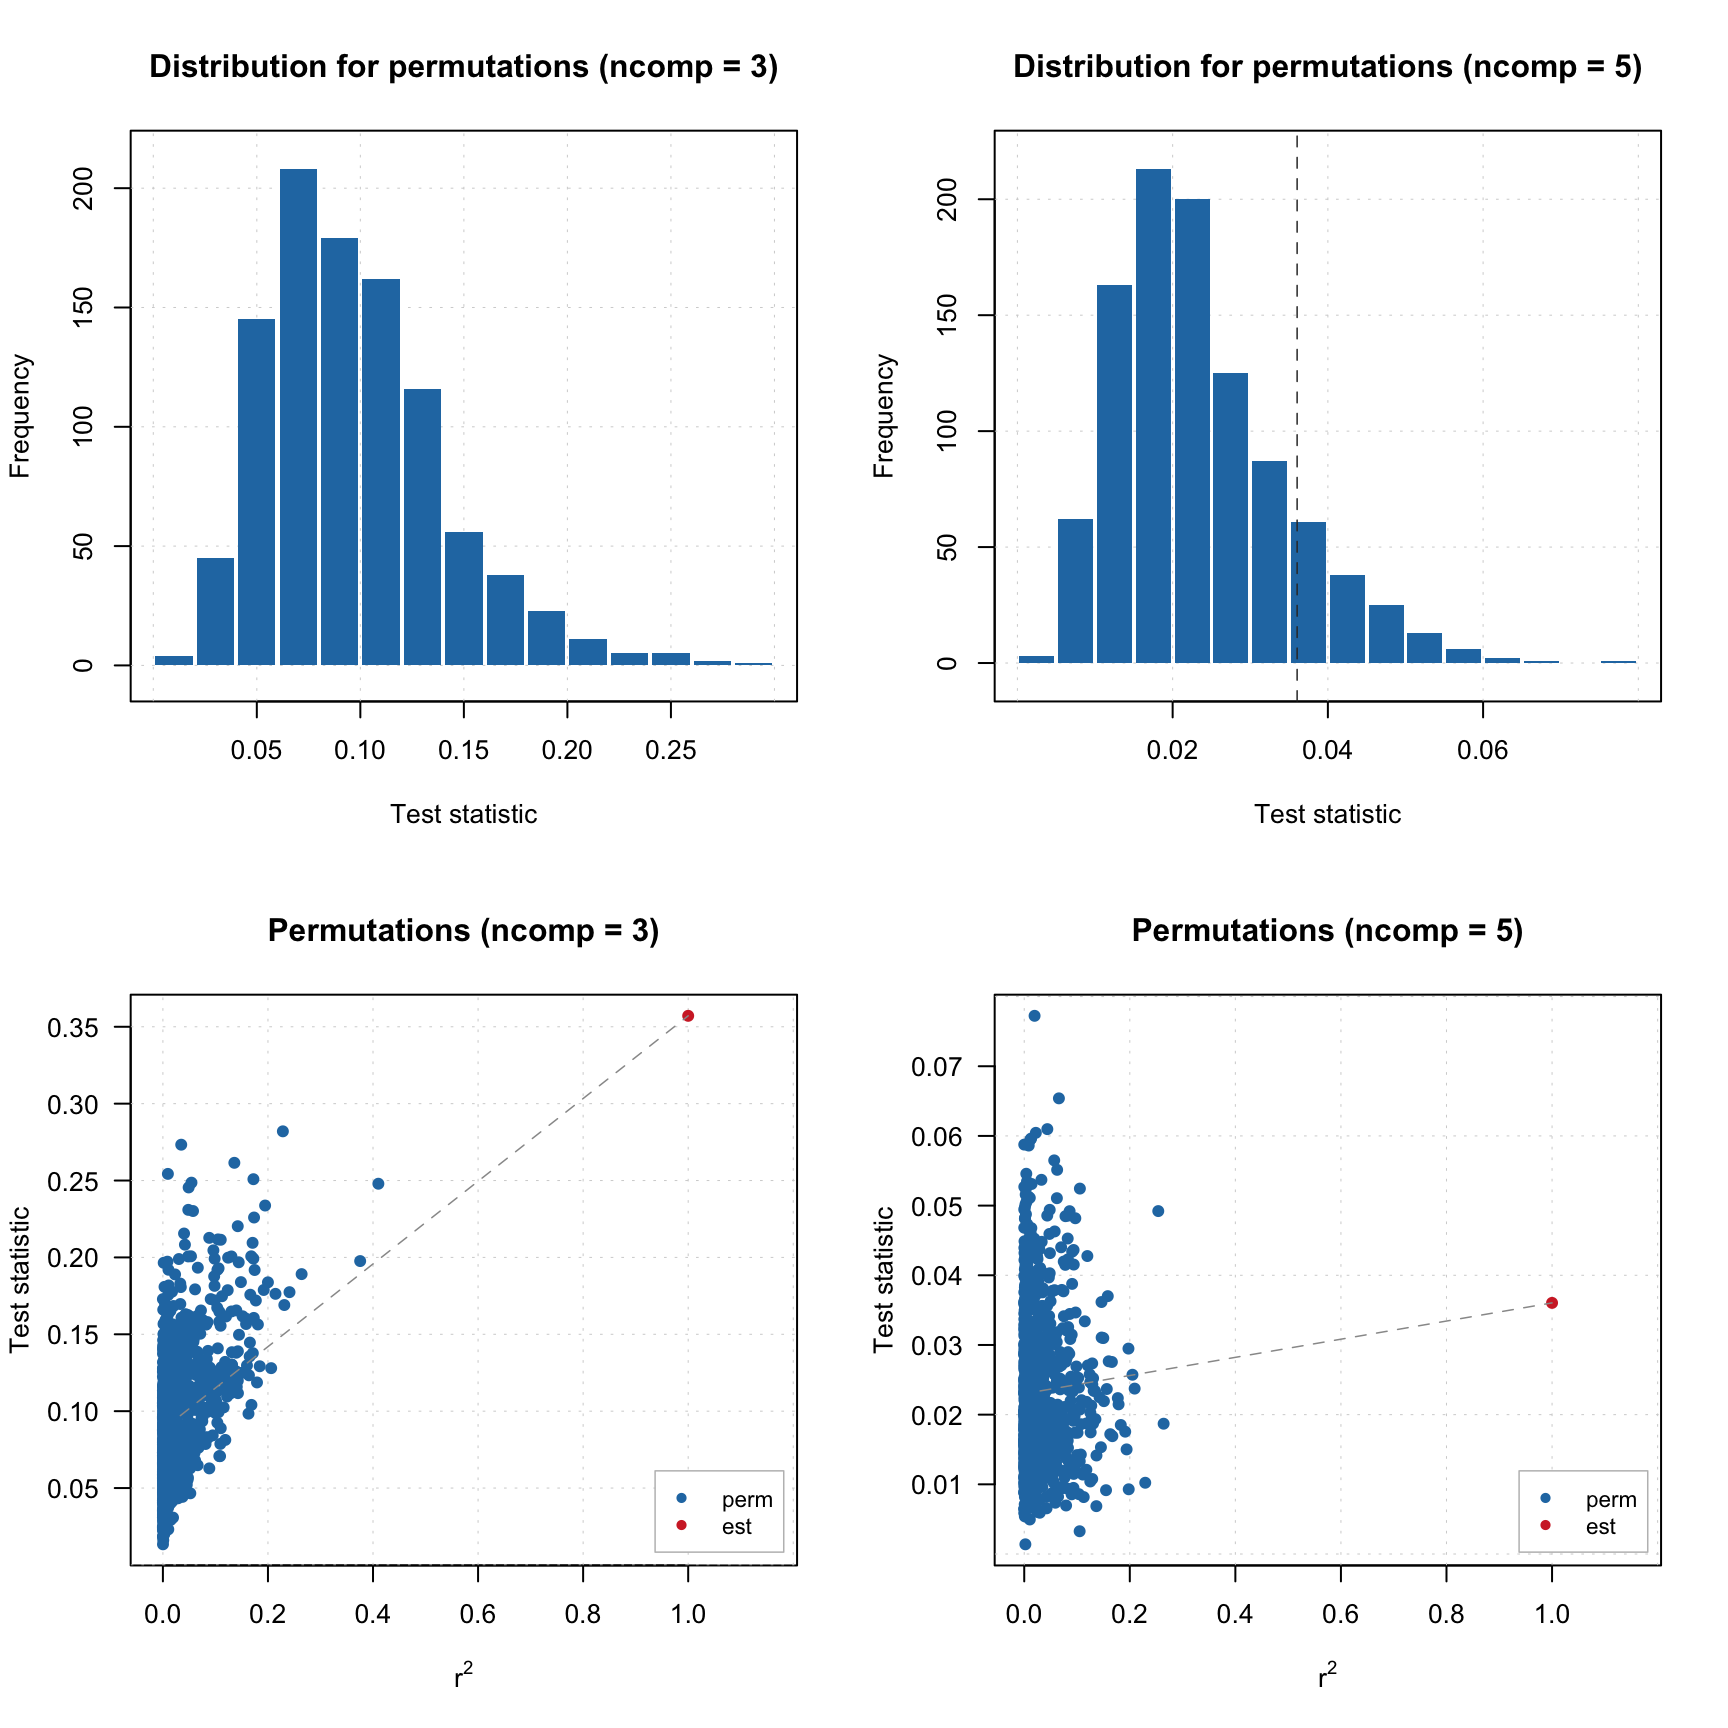 Distribution for permutations (ncomp = 3)
Frequency
200
150
100
50
0
0.05 0.10 0.15 0.20 0.25
Test statistic
Distribution for permutations (ncomp = 5)
Frequency
200
150
100
50
0
0.02 0.04 0.06
Test statistic
Permutations (ncomp = 3)
Test statistic
0.35
0.30
0.25
0.20
0.15
0.10
0.05
perm
est
0.0 0.2 0.4 0.6 0.8 1.0
r²
Permutations (ncomp = 5)
Test statistic
0.07
0.06
0.05
0.04
0.03
0.02
0.01
perm
est
0.0 0.2 0.4 0.6 0.8 1.0
r²